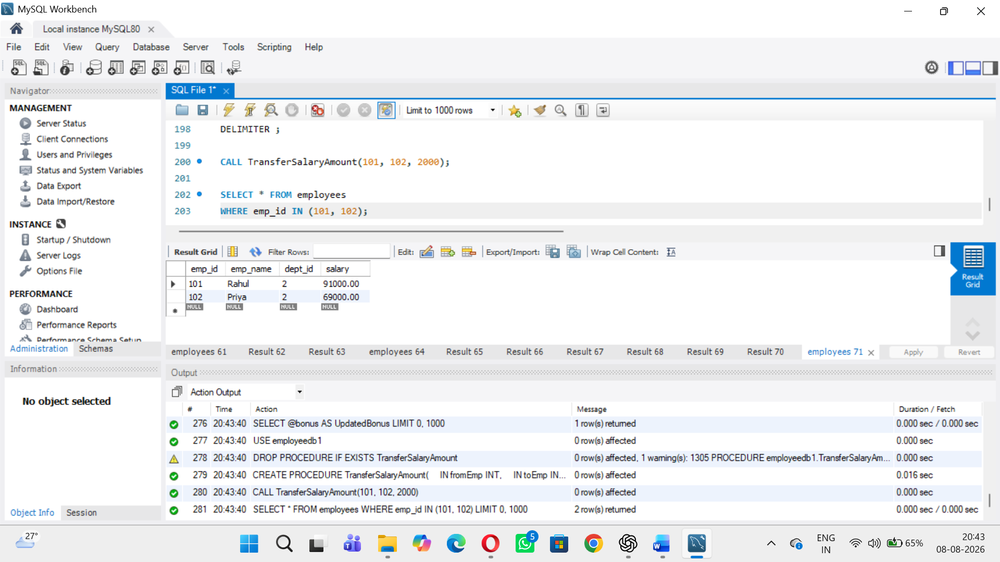 MySQL Workbench
Local instance MySQL80
File Edit View Query Database Server Tools Scripting Help
Navigator
MANAGEMENT
Server Status
Client Connections
Users and Privileges
Status and System Variables
Data Export
Data Import/Restore
INSTANCE
Startup / Shutdown
Server Logs
Options File
PERFORMANCE
Dashboard
Performance Reports
Performance Schema Setup
Administration Schemas
Information
No object selected
Object Info Session
SQL File 1*
Limit to 1000 rows
198 DELIMITER ;
199
200 CALL TransferSalaryAmount(101, 102, 2000);
201
202 SELECT * FROM employees
203 WHERE emp_id IN (101, 102);
Result Grid Filter Rows: Edit: Export/Import: Wrap Cell Content:
emp_id emp_name dept_id salary
101 Rahul 2 91000.00
102 Priya 2 69000.00
NULL NULL NULL NULL
Result
Grid
employees 61 Result 62 Result 63 employees 64 Result 65 Result 66 Result 67 Result 68 Result 69 Result 70 employees 71 Apply Revert
Output
Action Output
# Time Action Message Duration / Fetch
276 20:43:40 SELECT @bonus AS UpdatedBonus LIMIT 0, 1000 1 row(s) returned 0.000 sec / 0.000 sec
277 20:43:40 USE employeedb1 0 row(s) affected 0.000 sec
278 20:43:40 DROP PROCEDURE IF EXISTS TransferSalaryAmount 0 row(s) affected, 1 warning(s): 1305 PROCEDURE employeedb1.TransferSalaryAm... 0.000 sec
279 20:43:40 CREATE PROCEDURE TransferSalaryAmount( IN fromEmp INT, IN toEmp IN... 0 row(s) affected 0.016 sec
280 20:43:40 CALL TransferSalaryAmount(101, 102, 2000) 0 row(s) affected 0.000 sec
281 20:43:40 SELECT * FROM employees WHERE emp_id IN (101, 102) LIMIT 0, 1000 2 row(s) returned 0.000 sec / 0.000 sec
27°
5
ENG
IN
65%
20:43
08-08-2026